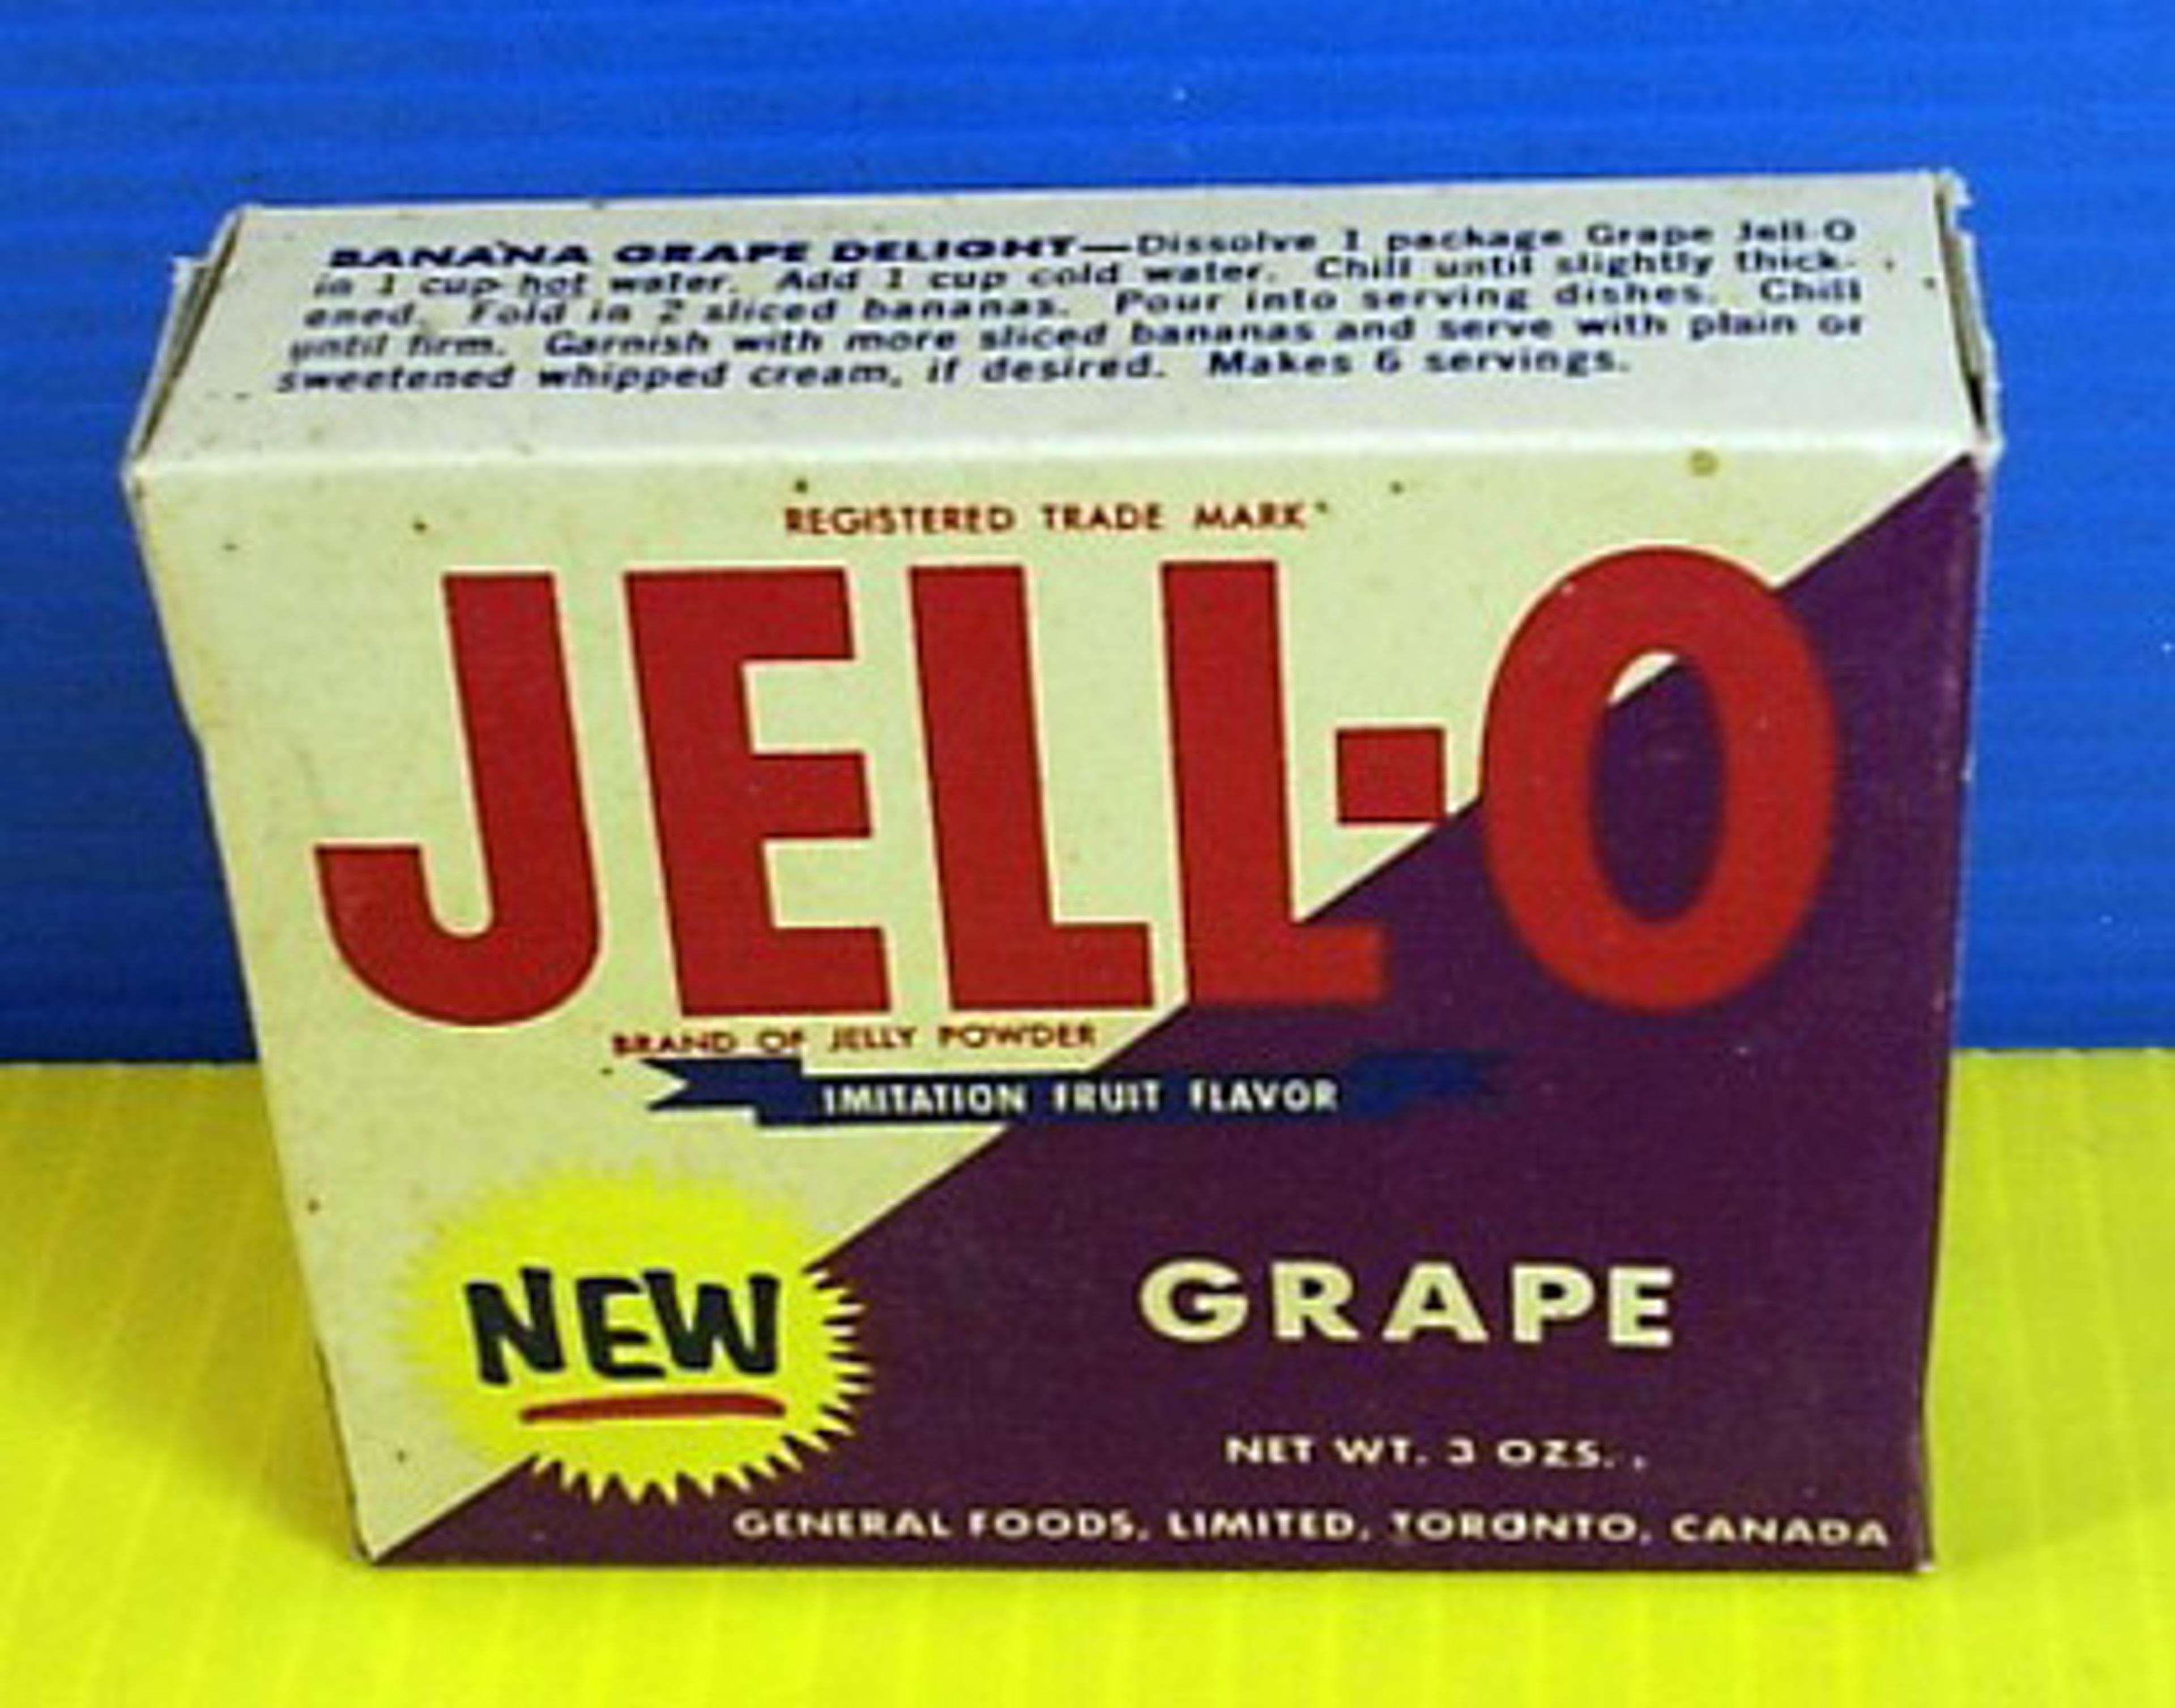 BANANA GRAPE DELIGHT—Dissolve 1 package Grape Jell-O
in 1 cup hot water. Add 1 cup cold water. Chill until slightly thick-
ened. Fold in 2 sliced bananas. Pour into serving dishes. Chill
until firm. Garnish with more sliced bananas and serve with plain or
sweetened whipped cream, if desired. Makes 6 servings.
REGISTERED TRADE MARK
JELL-O
BRAND OF JELLY POWDER
IMITATION FRUIT FLAVOR
NEW
GRAPE
NET WT. 3 OZS.
GENERAL FOODS, LIMITED, TORONTO, CANADA